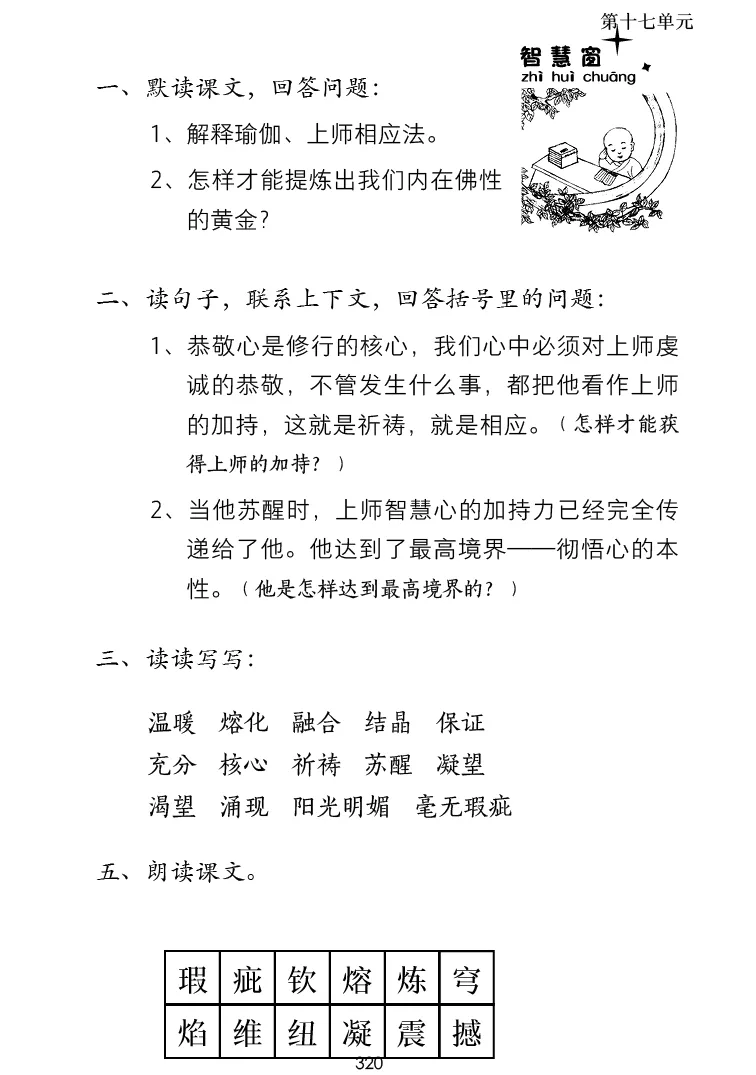 第十七单元
智慧窗
zhì huì chuāng
一、默读课文，回答问题：
1、解释瑜伽、上师相应法。
2、怎样才能提炼出我们内在佛性
的黄金？
二、读句子，联系上下文，回答括号里的问题：
1、恭敬心是修行的核心，我们心中必须对上师虔
诚的恭敬，不管发生什么事，都把他看作上师
的加持，这就是祈祷，就是相应。（怎样才能获
得上师的加持？）
2、当他苏醒时，上师智慧心的加持力已经完全传
递给了他。他达到了最高境界——彻悟心的本
性。（他是怎样达到最高境界的？）
三、读读写写：
温暖 熔化 融合 结晶 保证
充分 核心 祈祷 苏醒 凝望
渴望 涌现 阳光明媚 毫无瑕疵
五、朗读课文。
瑕 疵 钦 熔 炼 穹
焰 维 纽 凝 震 撼
320